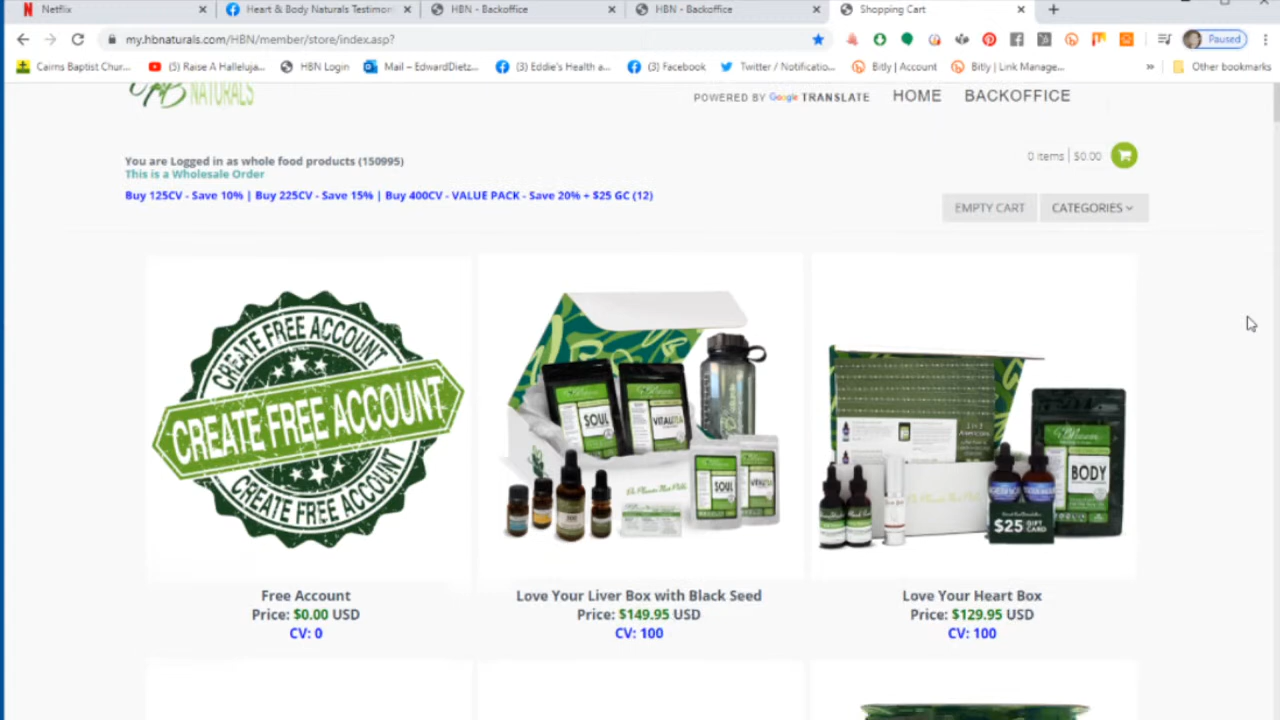 Netflix
Heart & Body Naturals Testimor
HBN - Backoffice
HBN - Backoffice
Shopping Cart
my.hbnaturals.com/HBN/member/store/index.asp?
Paused
Cairns Baptist Chur...
(3) Raise A Halleluja...
HBN Login
Mail – EdwardDietz...
(3) Eddie's Health a...
(3) Facebook
Twitter / Notificatio...
Bitly | Account
Bitly | Link Manage...
Other bookmarks
NATURALS
POWERED BY Google TRANSLATE
HOME
BACKOFFICE
You are Logged in as whole food products (150995)
This is a Wholesale Order
0 items $0.00
Buy 125CV - Save 10% | Buy 225CV - Save 15% | Buy 400CV - VALUE PACK - Save 20% + $25 GC (12)
EMPTY CART
CATEGORIES
CREATE FREE ACCOUNT
CREATE FREE ACCOUNT
CREATE FREE ACCOUNT
SOUL
VITALITEA
SOUL
BODY
$25 GIFT CARD
Free Account
Price: $0.00 USD
CV: 0
Love Your Liver Box with Black Seed
Price: $149.95 USD
CV: 100
Love Your Heart Box
Price: $129.95 USD
CV: 100